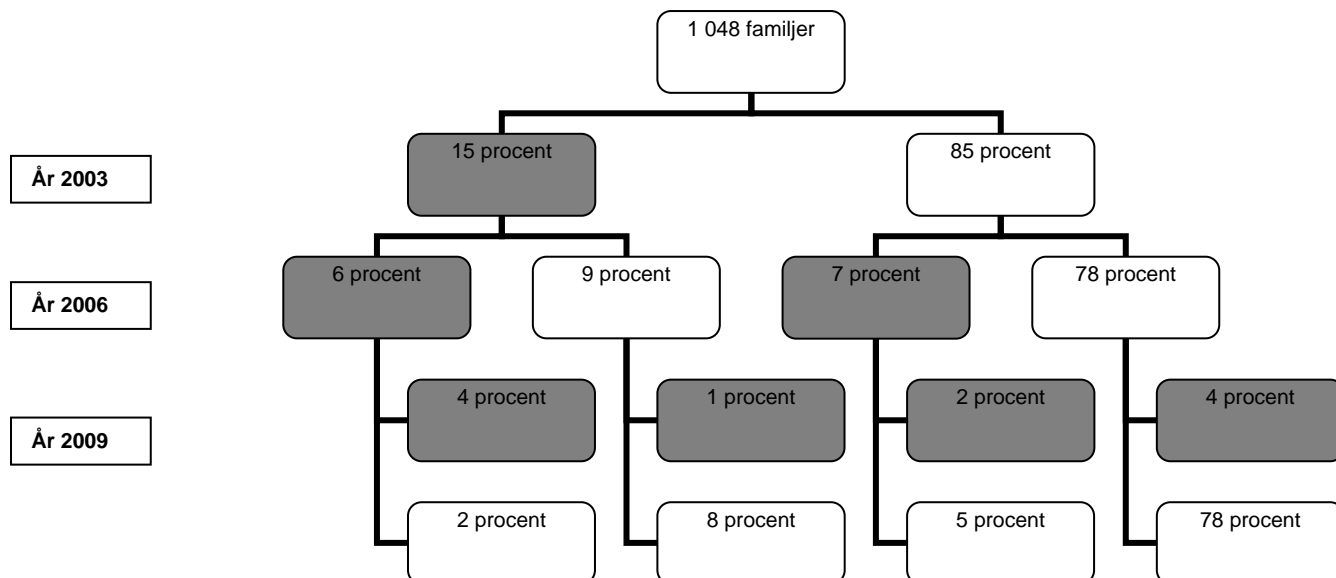 1 048 familjer
År 2003
15 procent
85 procent
År 2006
6 procent
9 procent
7 procent
78 procent
År 2009
4 procent
1 procent
2 procent
4 procent
2 procent
8 procent
5 procent
78 procent